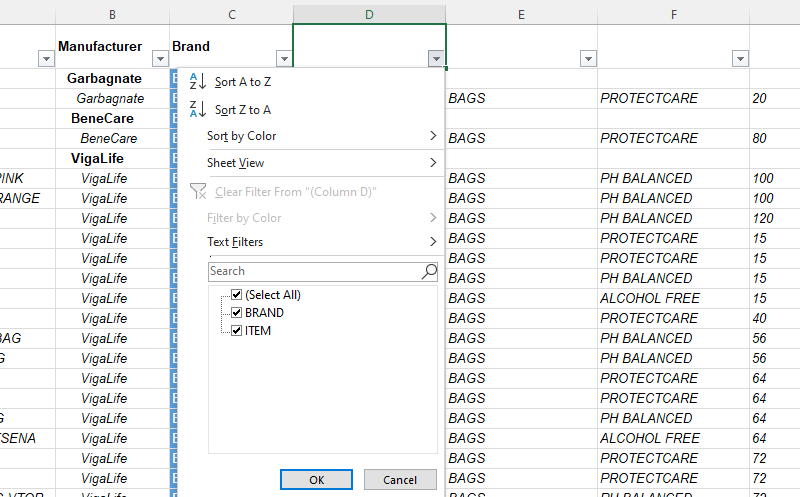 B C D E F
Manufacturer Brand
Garbagnate
Garbagnate BAGS PROTECTCARE 20
BeneCare
BeneCare BAGS PROTECTCARE 80
VigaLife
PINK VigaLife BAGS PH BALANCED 100
RANGE VigaLife BAGS PH BALANCED 100
VigaLife BAGS PH BALANCED 120
VigaLife BAGS PROTECTCARE 15
VigaLife BAGS PROTECTCARE 15
VigaLife BAGS PH BALANCED 15
VigaLife BAGS ALCOHOL FREE 15
VigaLife BAGS PROTECTCARE 40
BAG VigaLife BAGS PH BALANCED 56
G VigaLife BAGS PH BALANCED 56
VigaLife BAGS PROTECTCARE 64
VigaLife BAGS PROTECTCARE 64
G VigaLife BAGS PH BALANCED 64
SENA VigaLife BAGS ALCOHOL FREE 64
VigaLife BAGS PROTECTCARE 72
VigaLife BAGS PROTECTCARE 72
VigaLife BAGS PH BALANCED 72
Sort A to Z
Sort Z to A
Sort by Color
Sheet View
Clear Filter From "(Column D)"
Filter by Color
Text Filters
Search
(Select All)
BRAND
ITEM
OK Cancel